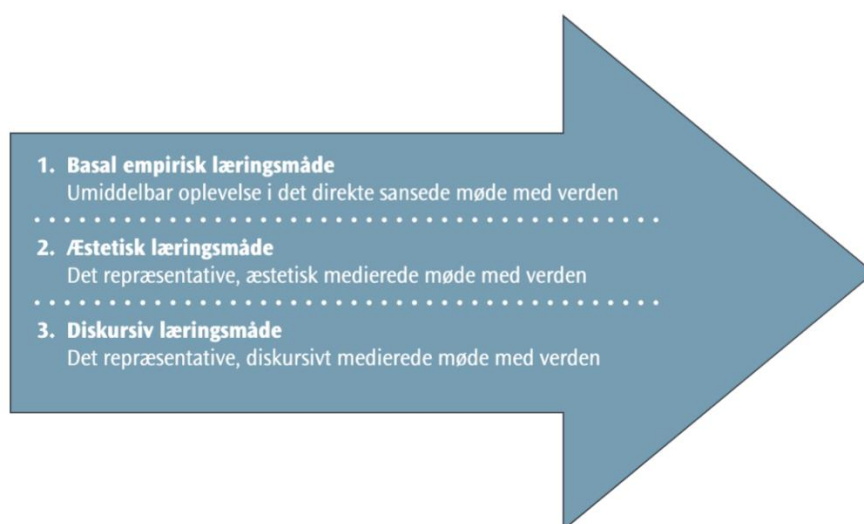 1. Basal empirisk læringsmåde
Umiddelbar oplevelse i det direkte sansede møde med verden
2. Æstetisk læringsmåde
Det repræsentative, æstetisk medierede møde med verden
3. Diskursiv læringsmåde
Det repræsentative, diskursivt medierede møde med verden